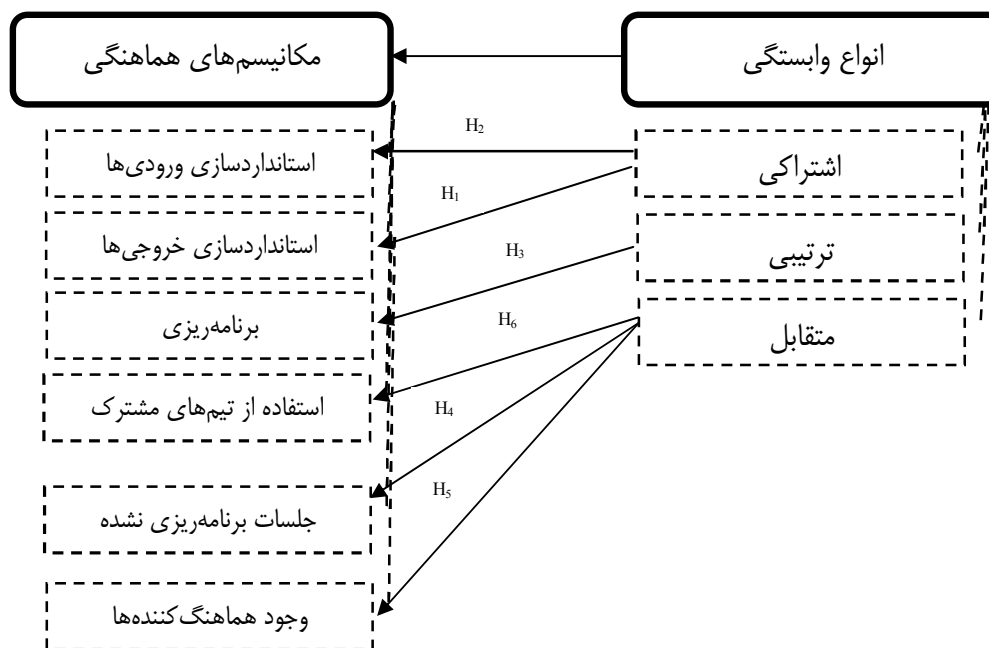 انواع وابستگی
مکانیسم‌های هماهنگی
اشتراکی
H2
استانداردسازی ورودی‌ها
H1
استانداردسازی خروجی‌ها
ترتیبی
H3
برنامه‌ریزی
متقابل
H6
استفاده از تیم‌های مشترک
H4
جلسات برنامه‌ریزی نشده
H5
وجود هماهنگ‌کننده‌ها